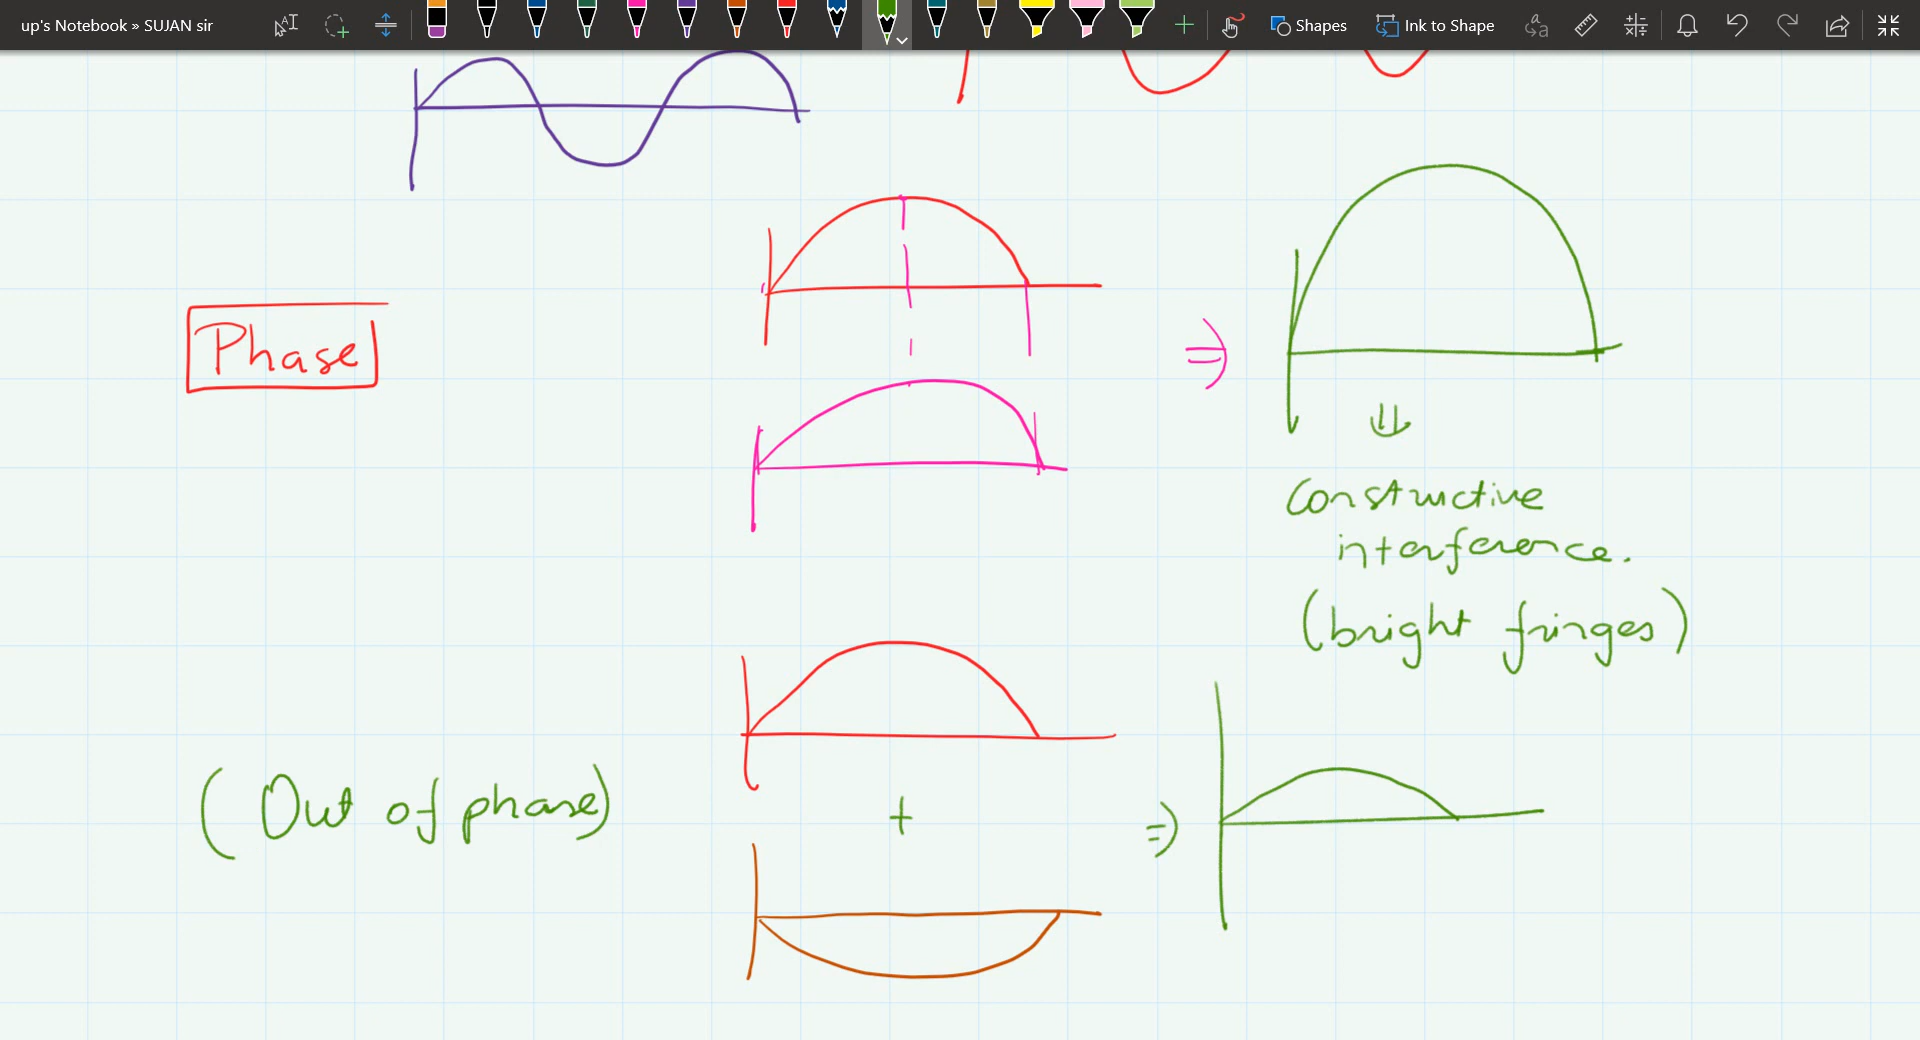 up's Notebook » SUJAN sir
Shapes
Ink to Shape
Phase
Constructive
interference.
(bright fringes)
(Out of phase)
+